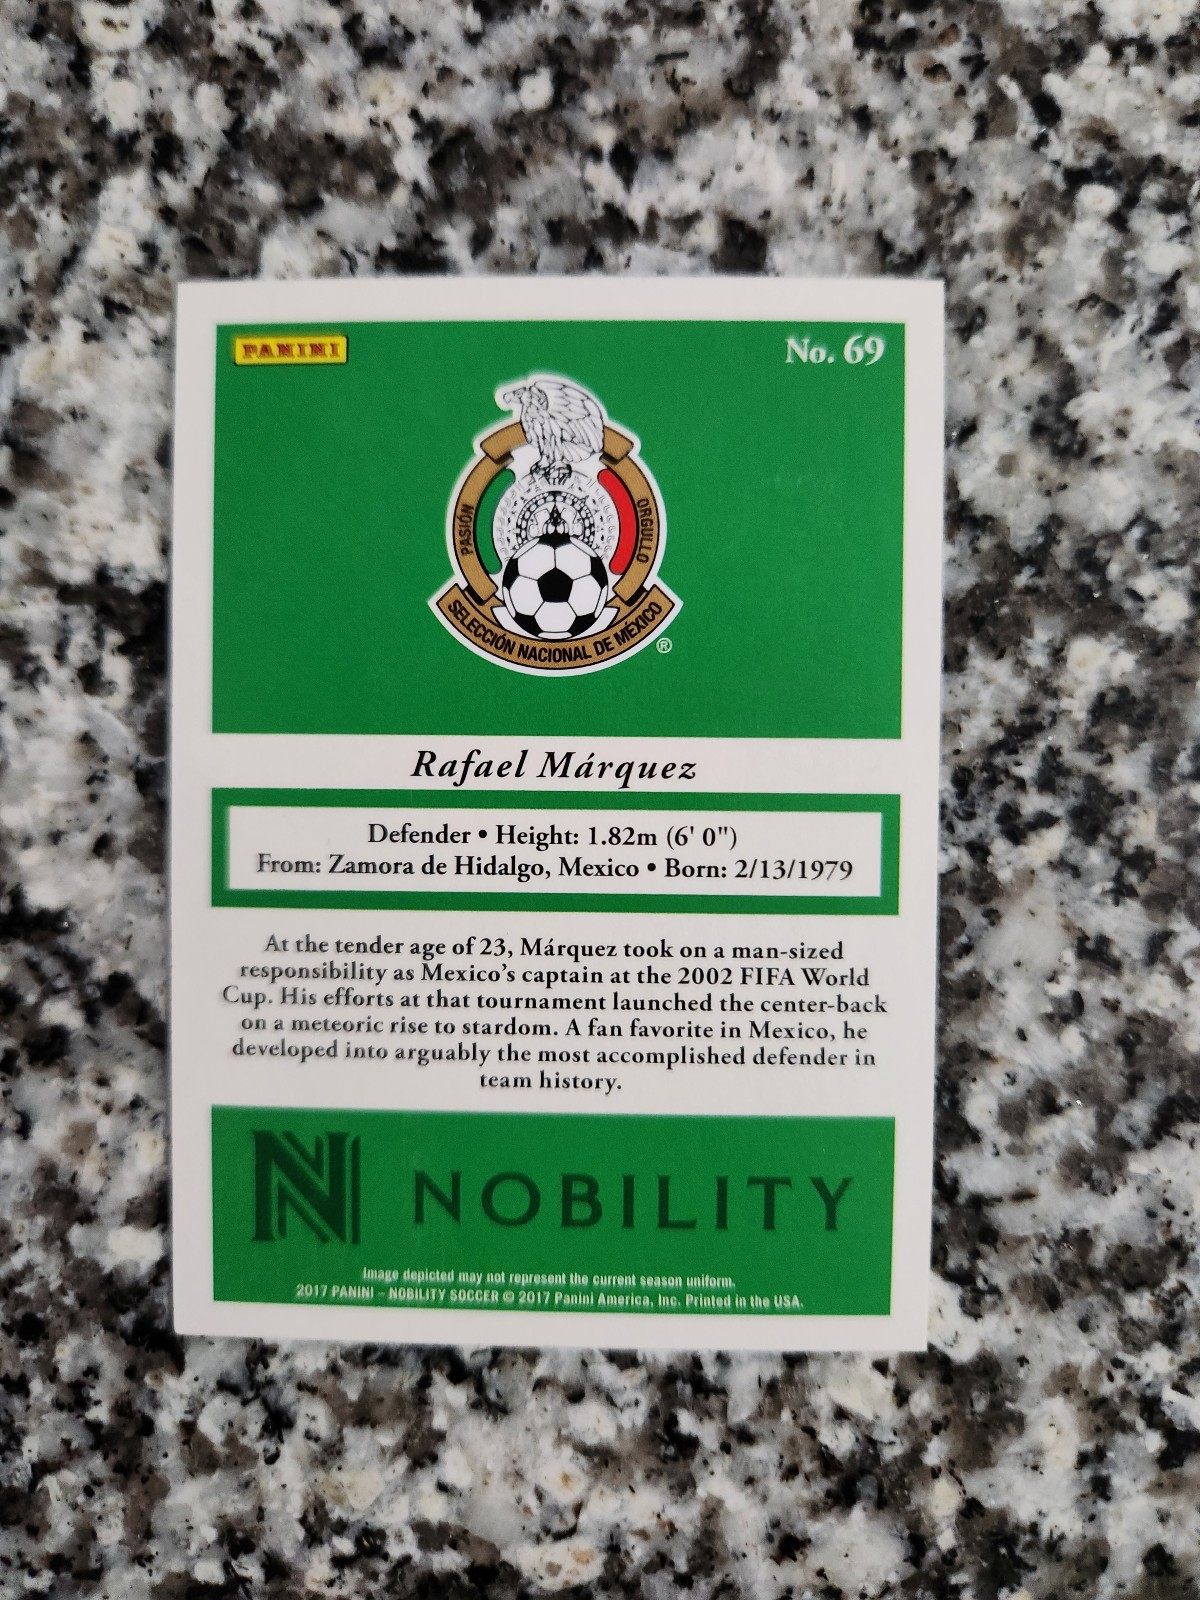 PANINI
No. 69
PASIÓN
ORGULLO
SELECCIÓN NACIONAL DE MÉXICO
®
Rafael Márquez
Defender • Height: 1.82m (6' 0")
From: Zamora de Hidalgo, Mexico • Born: 2/13/1979
At the tender age of 23, Márquez took on a man-sized
responsibility as Mexico's captain at the 2002 FIFA World
Cup. His efforts at that tournament launched the center-back
on a meteoric rise to stardom. A fan favorite in Mexico, he
developed into arguably the most accomplished defender in
team history.
N NOBILITY
Image depicted may not represent the current season uniform.
2017 PANINI – NOBILITY SOCCER © 2017 Panini America, Inc. Printed in the USA.